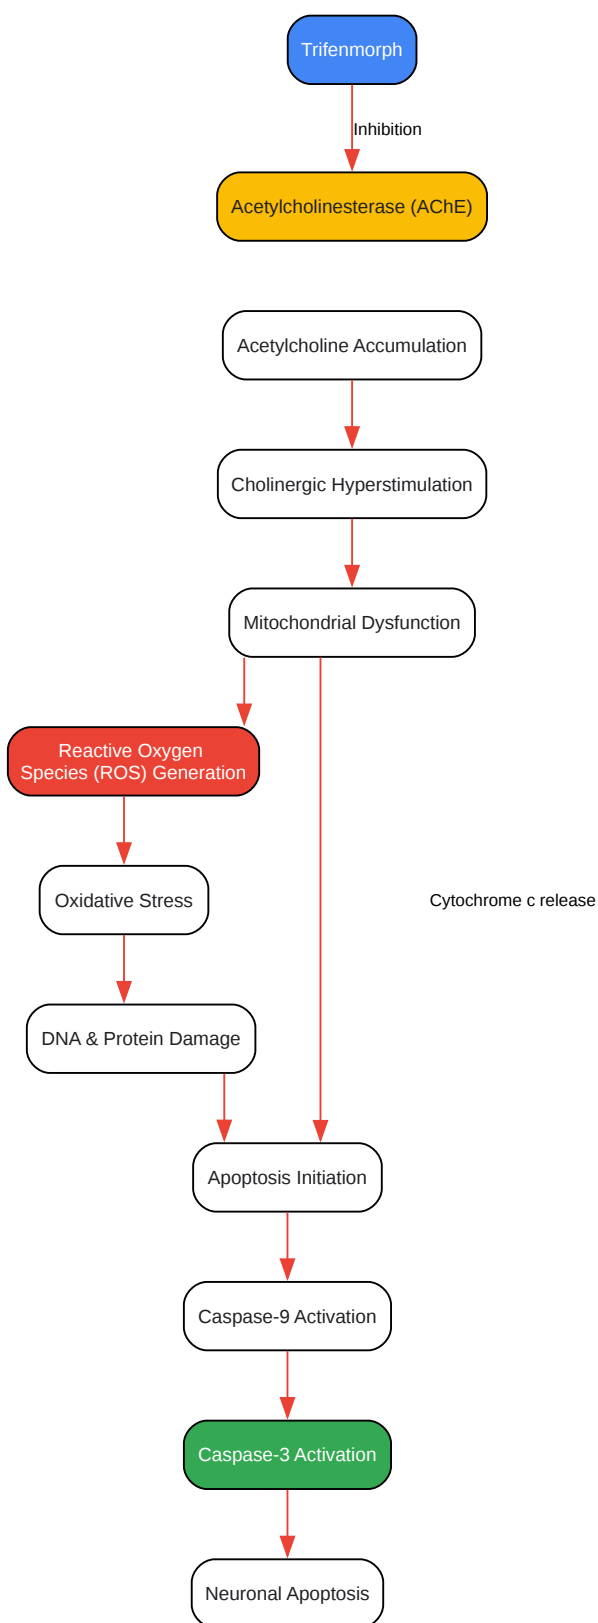 Trifenmorph
Inhibition
Acetylcholinesterase (AChE)
Acetylcholine Accumulation
Cholinergic Hyperstimulation
Mitochondrial Dysfunction
Reactive Oxygen
Species (ROS) Generation
Oxidative Stress
Cytochrome c release
DNA & Protein Damage
Apoptosis Initiation
Caspase-9 Activation
Caspase-3 Activation
Neuronal Apoptosis